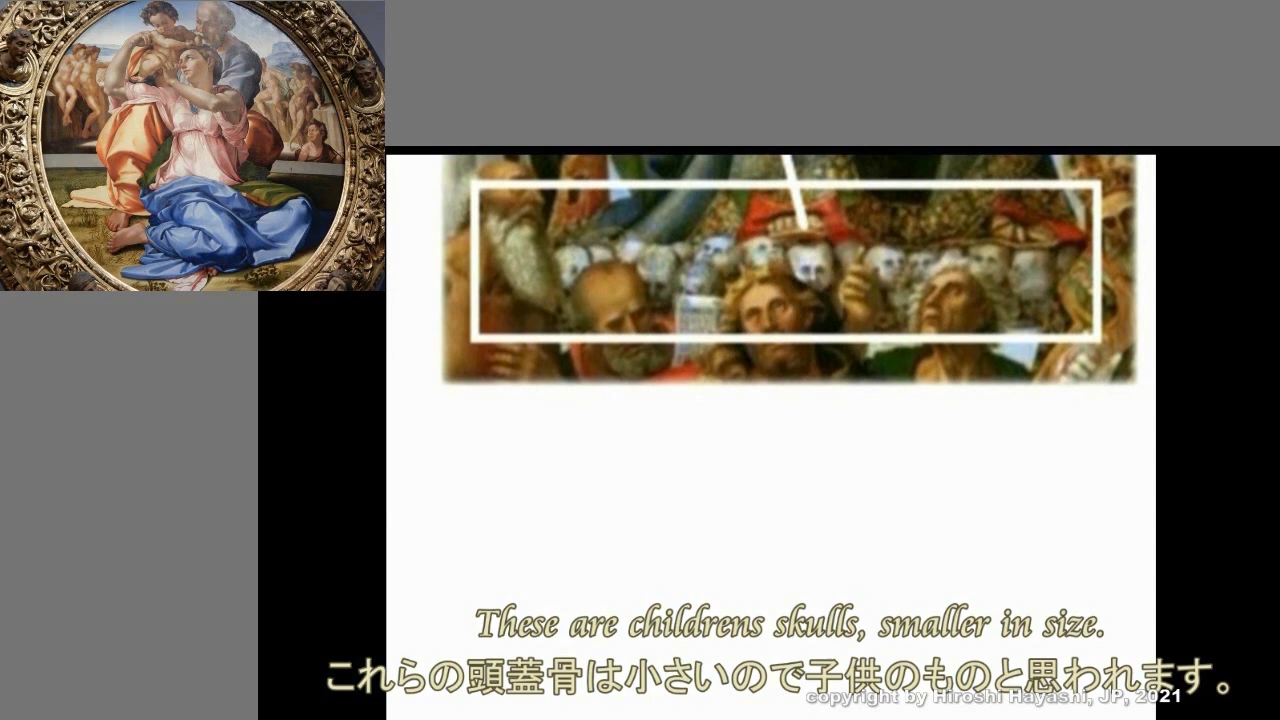 These are childrens skulls, smaller in size.
これらの頭蓋骨は小さいので子供のものと思われます。
copyright by Hiroshi Hayashi, JP, 2021